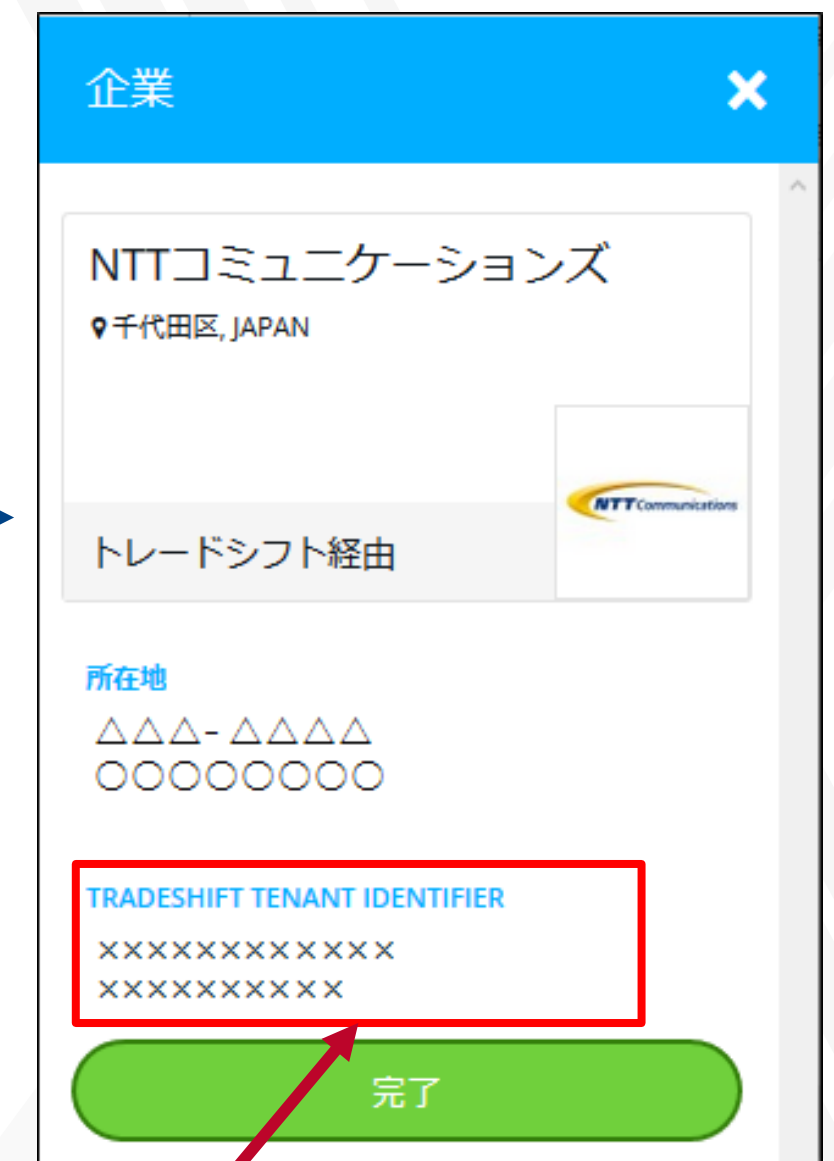 企業
NTTコミュニケーションズ
千代田区, JAPAN
NTT Communications
トレードシフト経由
所在地
△△△-△△△△
〇〇〇〇〇〇〇〇
TRADESHIFT TENANT IDENTIFIER
××××××××××××
××××××××××
完了